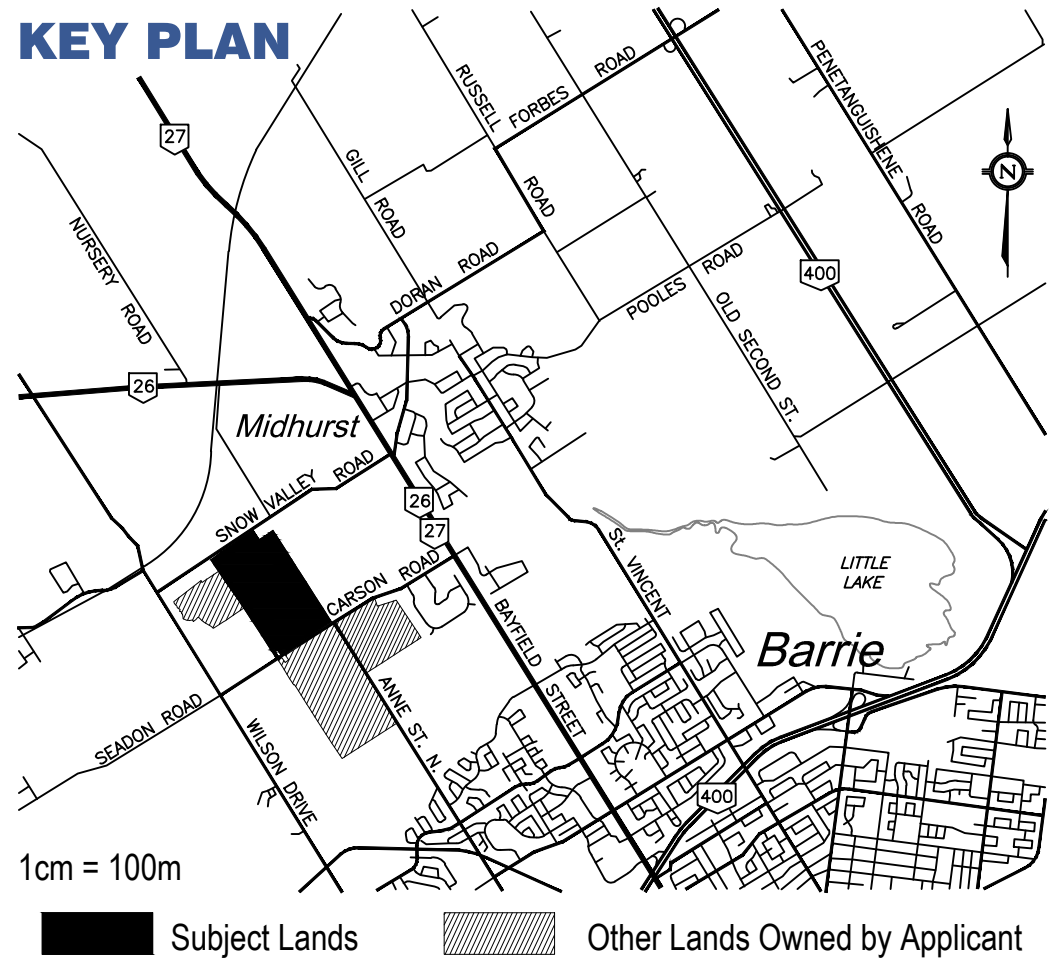 KEY PLAN
27
NURSERY ROAD
GILL ROAD
RUSSELL ROAD
FORBES ROAD
PENETANGUISHENE ROAD
N
400
DORAN ROAD
POOLES ROAD
OLD SECOND ST.
26
Midhurst
SNOW VALLEY ROAD
26
27
CARSON ROAD
St. VINCENT
LITTLE
LAKE
Barrie
BAYFIELD STREET
ANNE ST. N.
SEADON ROAD
WILSON DRIVE
400
1cm = 100m
Subject Lands
Other Lands Owned by Applicant